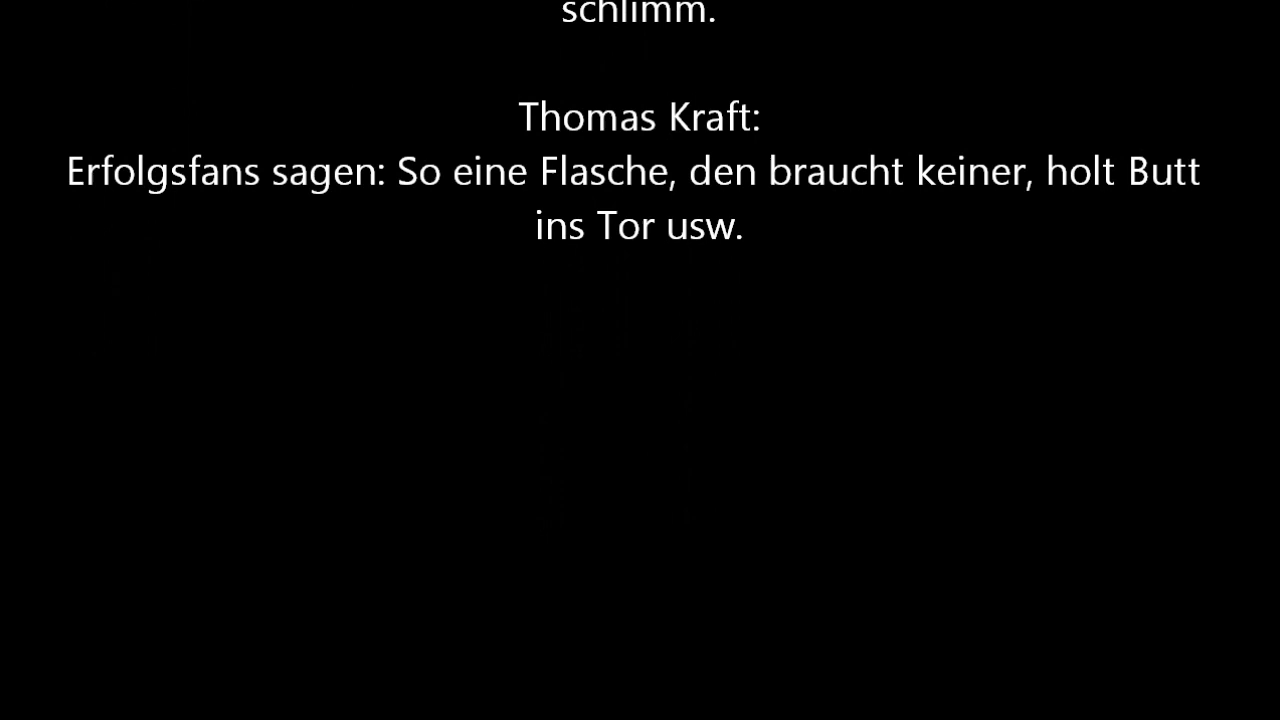 schlimm.
Thomas Kraft:
Erfolgsfans sagen: So eine Flasche, den braucht keiner, holt Butt
ins Tor usw.